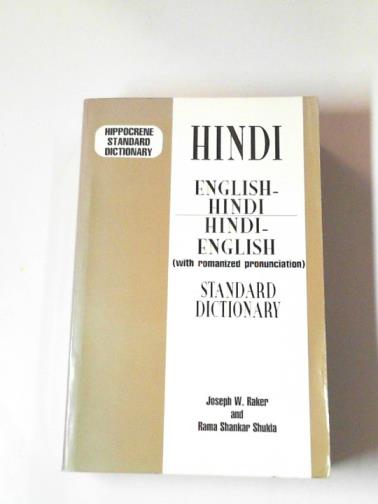 HIPPOCRENE
STANDARD
DICTIONARY
HINDI
ENGLISH-
HINDI
HINDI-
ENGLISH
(with romanized pronunciation)
STANDARD
DICTIONARY
Joseph W. Raker
and
Rama Shankar Shukla